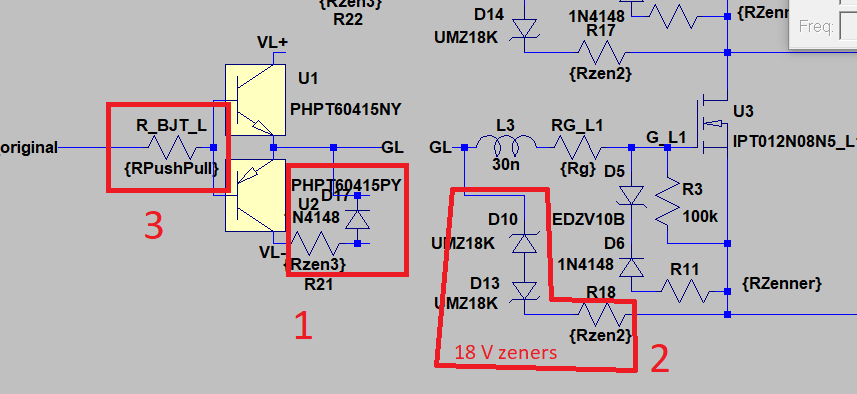 {Rzen3}
R22
D14
UMZ18K
1N4148
R17
{Rzen2}
{RZenner}
Freq:
VL+
U1
PHPT60415NY
R_BJT_L
original
{RPushPull}
GL
PHPT60415PY
U2
D17
N4148
VL-
{Rzen3}
R21
3
1
GL
L3
30n
RG_L1
{Rg}
G_L1
U3
IPT012N08N5_L
D5
EDZV10B
R3
100k
D10
UMZ18K
D6
1N4148
R11
{RZenner}
D13
UMZ18K
R18
{Rzen2}
18 V zeners
2